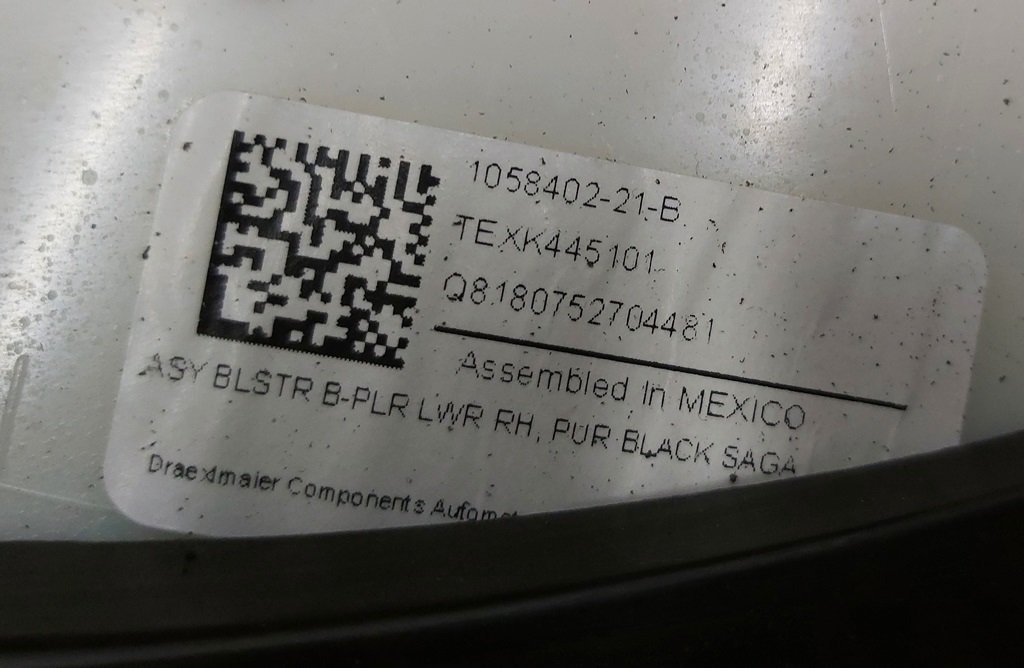 1058402-21-B
TEXK445101
Q8180752704481
Assembled in MEXICO
ASY BLSTR B-PLR LWR RH, PUR BLACK SAGA
Draexlmaier Components